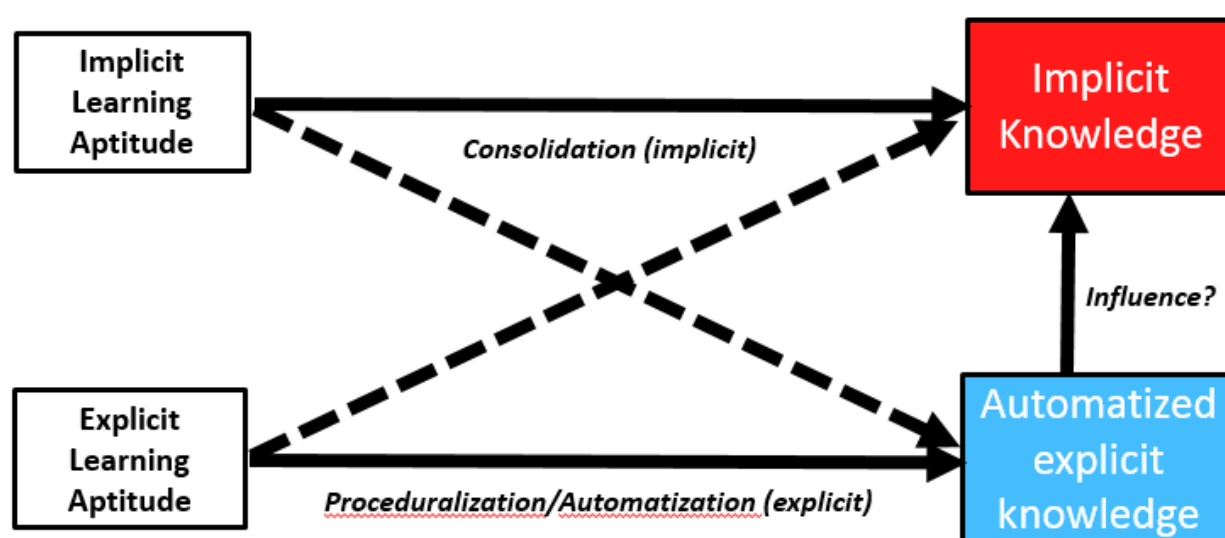 Implicit
Learning
Aptitude
Consolidation (implicit)
Implicit
Knowledge
Influence?
Explicit
Learning
Aptitude
Proceduralization/Automatization (explicit)
Automatized
explicit
knowledge